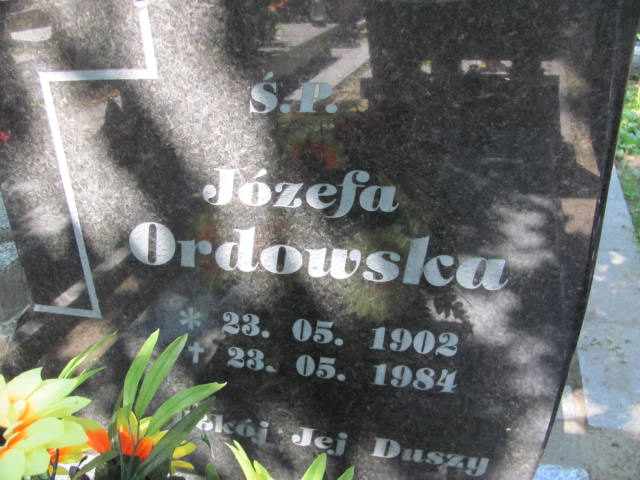 Ś.P.
Józefa
Ordowska
* 23. 05. 1902
✝ 23. 05. 1984
Jej Duszy